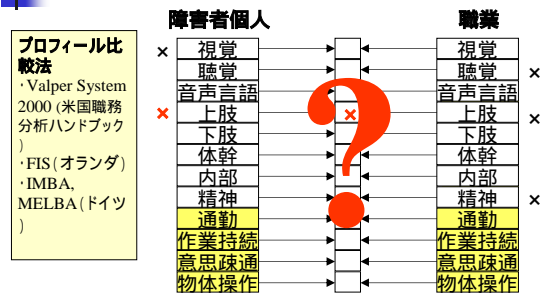 障害者個人
職業
プロフィール比
較法
·Valper System
2000 (米国職務
分析ハンドブック
)
·FIS(オランダ)
·IMBA,
MELBA(ドイツ
)
× 視覚 視覚
聴覚 聴覚 ×
音声言語 音声言語
× 上肢 × 上肢 ×
下肢 下肢
体幹 体幹
内部 内部
精神 精神 ×
通勤 通勤
作業持続 作業持続
意思疎通 意思疎通
物体操作 物体操作
?